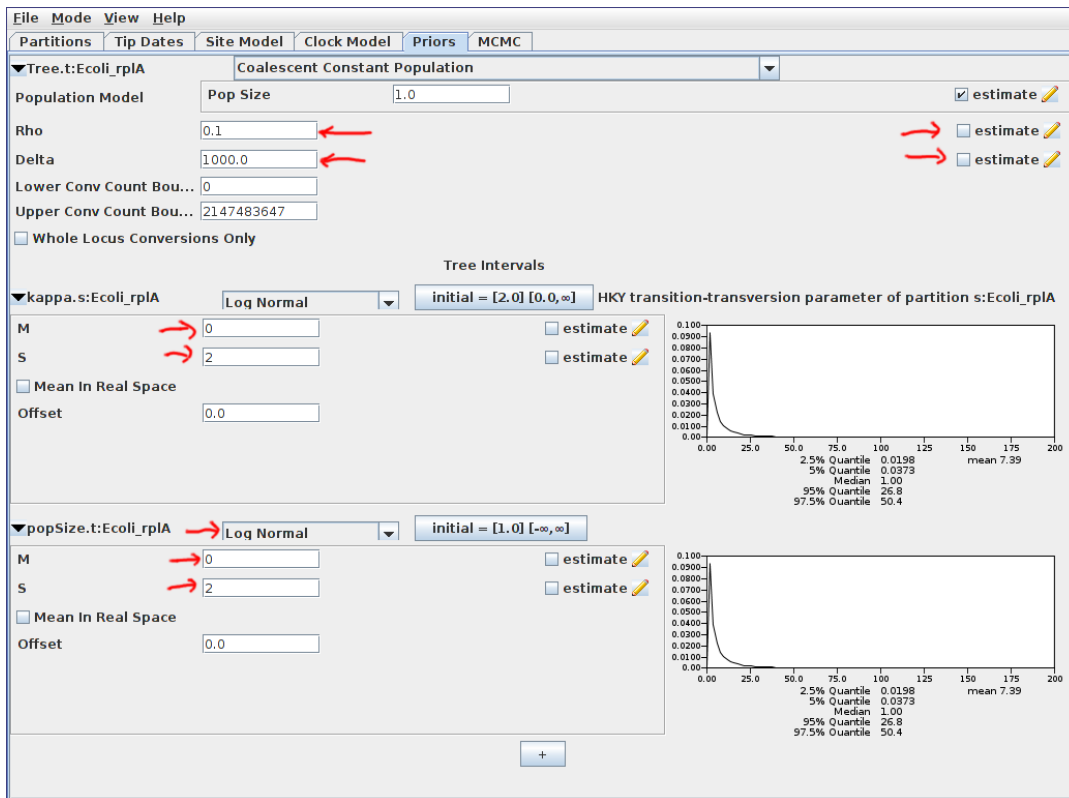 File Mode View Help
Partitions Tip Dates Site Model Clock Model Priors MCMC
Tree.t:Ecoli_rplA Coalescent Constant Population
Population Model Pop Size 1.0 estimate
Rho 0.1 estimate
Delta 1000.0 estimate
Lower Conv Count Bou... 0
Upper Conv Count Bou... 2147483647
Whole Locus Conversions Only
Tree Intervals
kappa.s:Ecoli_rplA Log Normal initial = [2.0] [0.0,∞] HKY transition-transversion parameter of partition s:Ecoli_rplA
M 0 estimate
S 2 estimate
Mean In Real Space
Offset 0.0
0.100
0.0900
0.0800
0.0700
0.0600
0.0500
0.0400
0.0300
0.0200
0.0100
0.00
0.00 25.0 50.0 75.0 100 125 150 175 200
2.5% Quantile 0.0198 mean 7.39
5% Quantile 0.0373
Median 1.00
95% Quantile 26.8
97.5% Quantile 50.4
popSize.t:Ecoli_rplA Log Normal initial = [1.0] [-∞,∞]
M 0 estimate
S 2 estimate
Mean In Real Space
Offset 0.0
0.100
0.0900
0.0800
0.0700
0.0600
0.0500
0.0400
0.0300
0.0200
0.0100
0.00
0.00 25.0 50.0 75.0 100 125 150 175 200
2.5% Quantile 0.0198 mean 7.39
5% Quantile 0.0373
Median 1.00
95% Quantile 26.8
97.5% Quantile 50.4
+